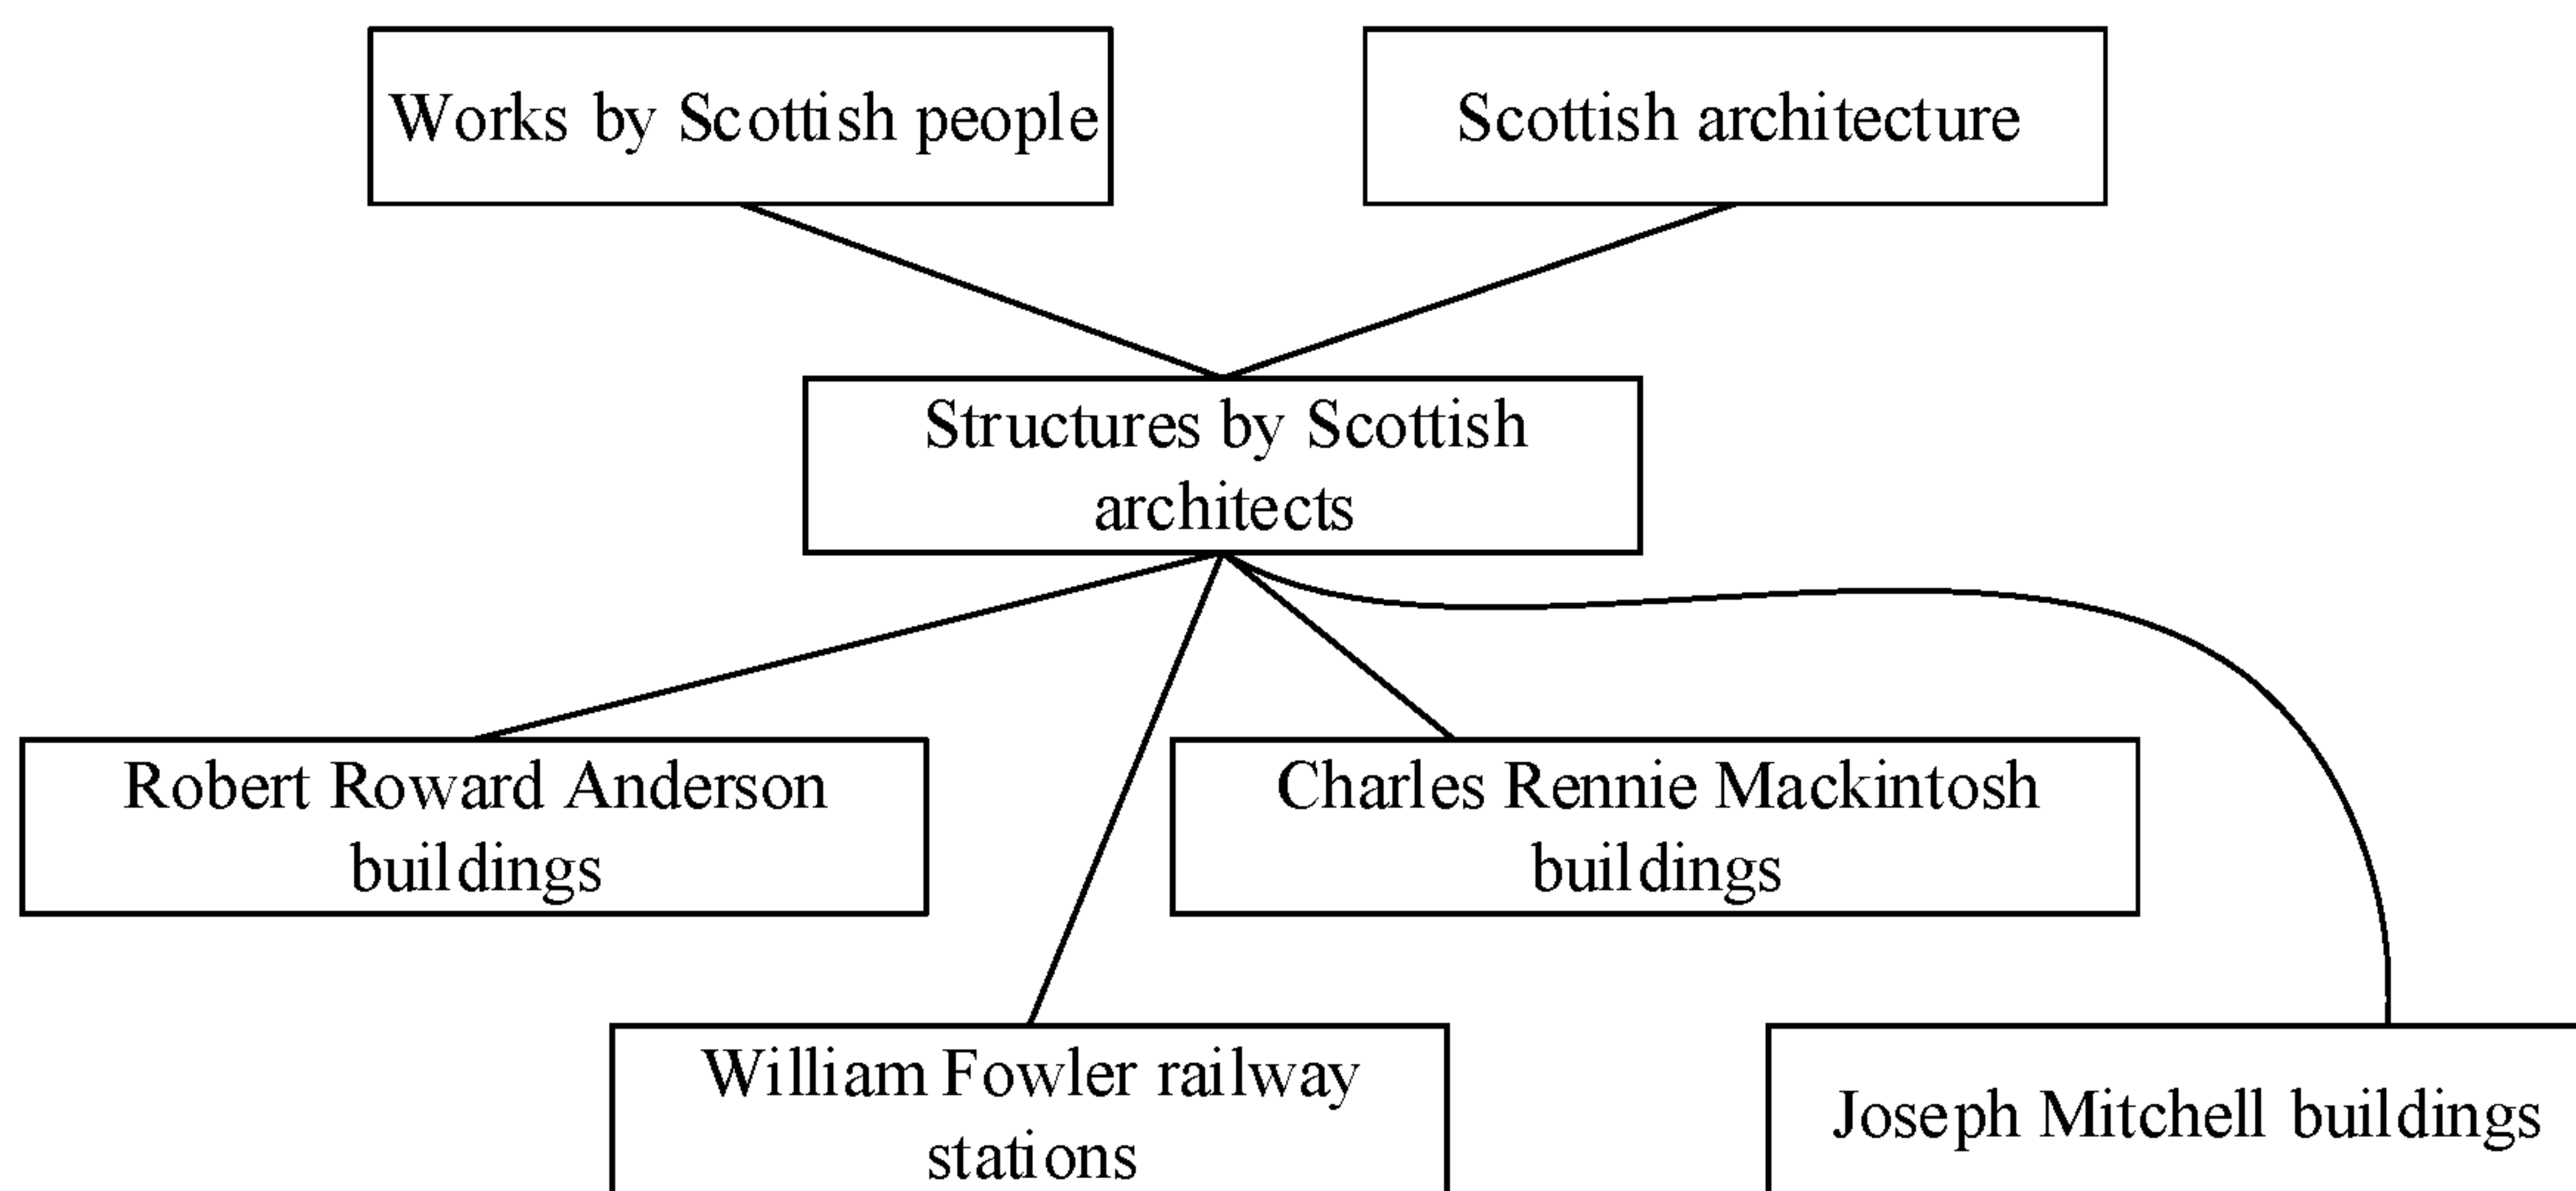 Works by Scottish people
Scottish architecture
Structures by Scottish
architects
Robert Roward Anderson
buildings
Charles Rennie Mackintosh
buildings
William Fowler railway
stations
Joseph Mitchell buildings